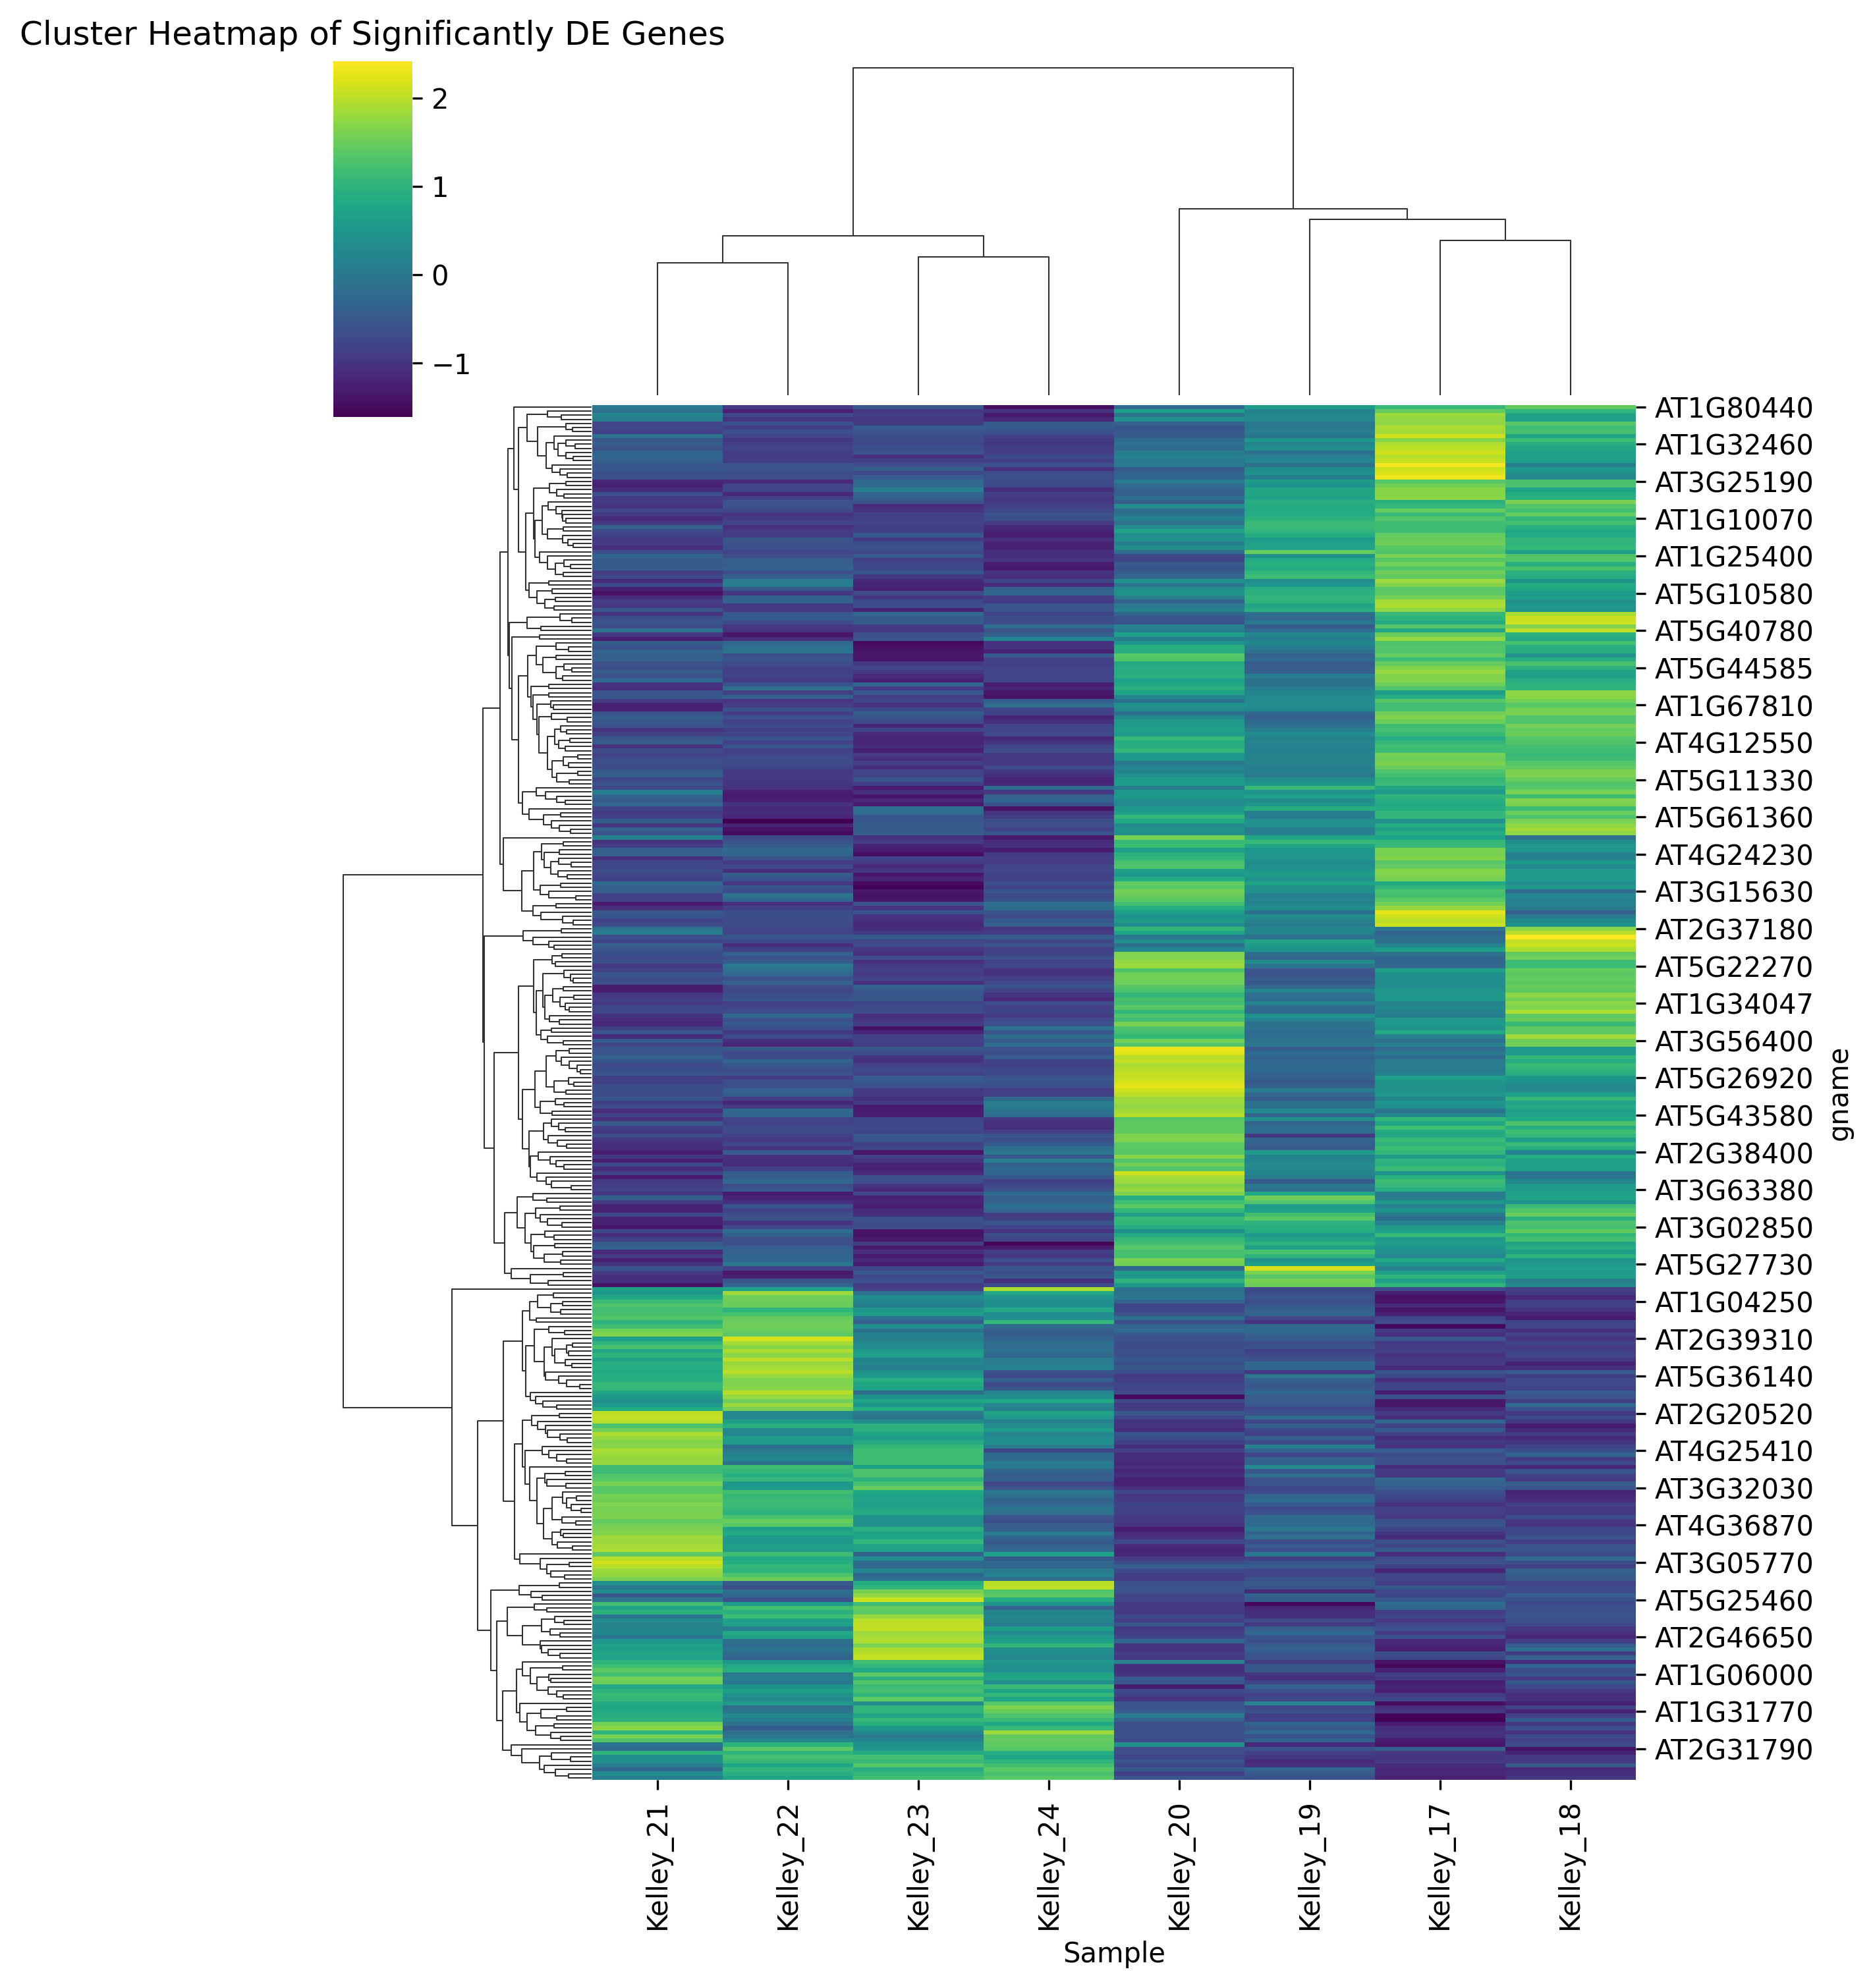 Cluster Heatmap of Significantly DE Genes
2
1
0
−1
AT1G80440
AT1G32460
AT3G25190
AT1G10070
AT1G25400
AT5G10580
AT5G40780
AT5G44585
AT1G67810
AT4G12550
AT5G11330
AT5G61360
AT4G24230
AT3G15630
AT2G37180
AT5G22270
AT1G34047
AT3G56400
AT5G26920
AT5G43580
AT2G38400
AT3G63380
AT3G02850
AT5G27730
AT1G04250
AT2G39310
AT5G36140
AT2G20520
AT4G25410
AT3G32030
AT4G36870
AT3G05770
AT5G25460
AT2G46650
AT1G06000
AT1G31770
AT2G31790
gname
Kelley_21
Kelley_22
Kelley_23
Kelley_24
Kelley_20
Kelley_19
Kelley_17
Kelley_18
Sample